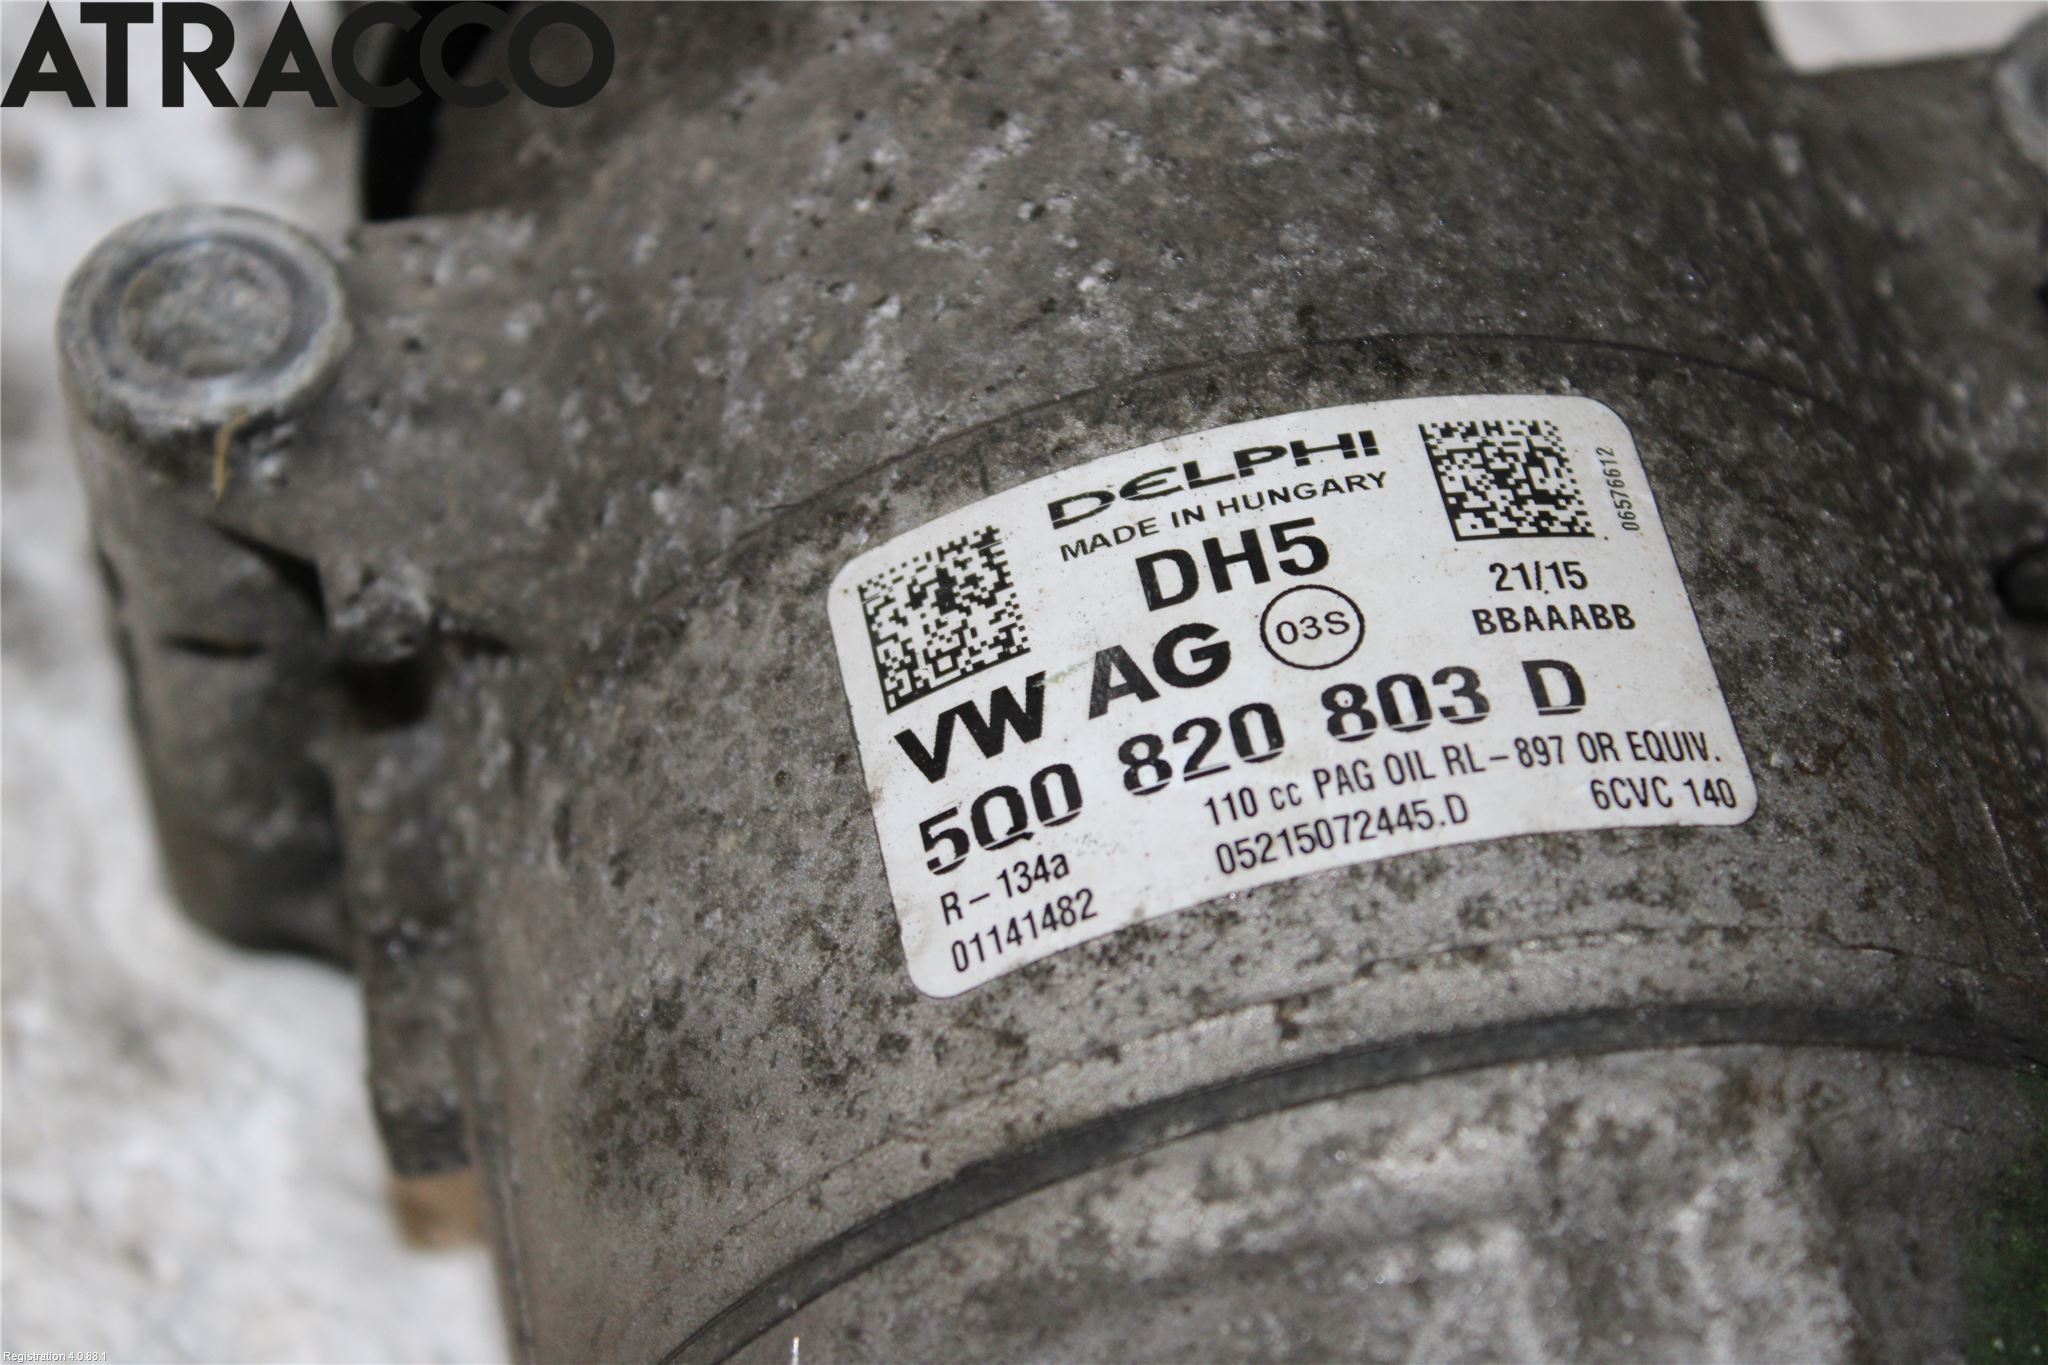 ATRACCO
DELPHI
MADE IN HUNGARY
DH5
06576612
21/15
BBAAABB
VW AG 03S
5Q0 820 803 D
110 cc PAG OIL RL-897 OR EQUIV.
R-134a 05215072445.D 6CVC 140
01141482
Registration 4.0.88.1